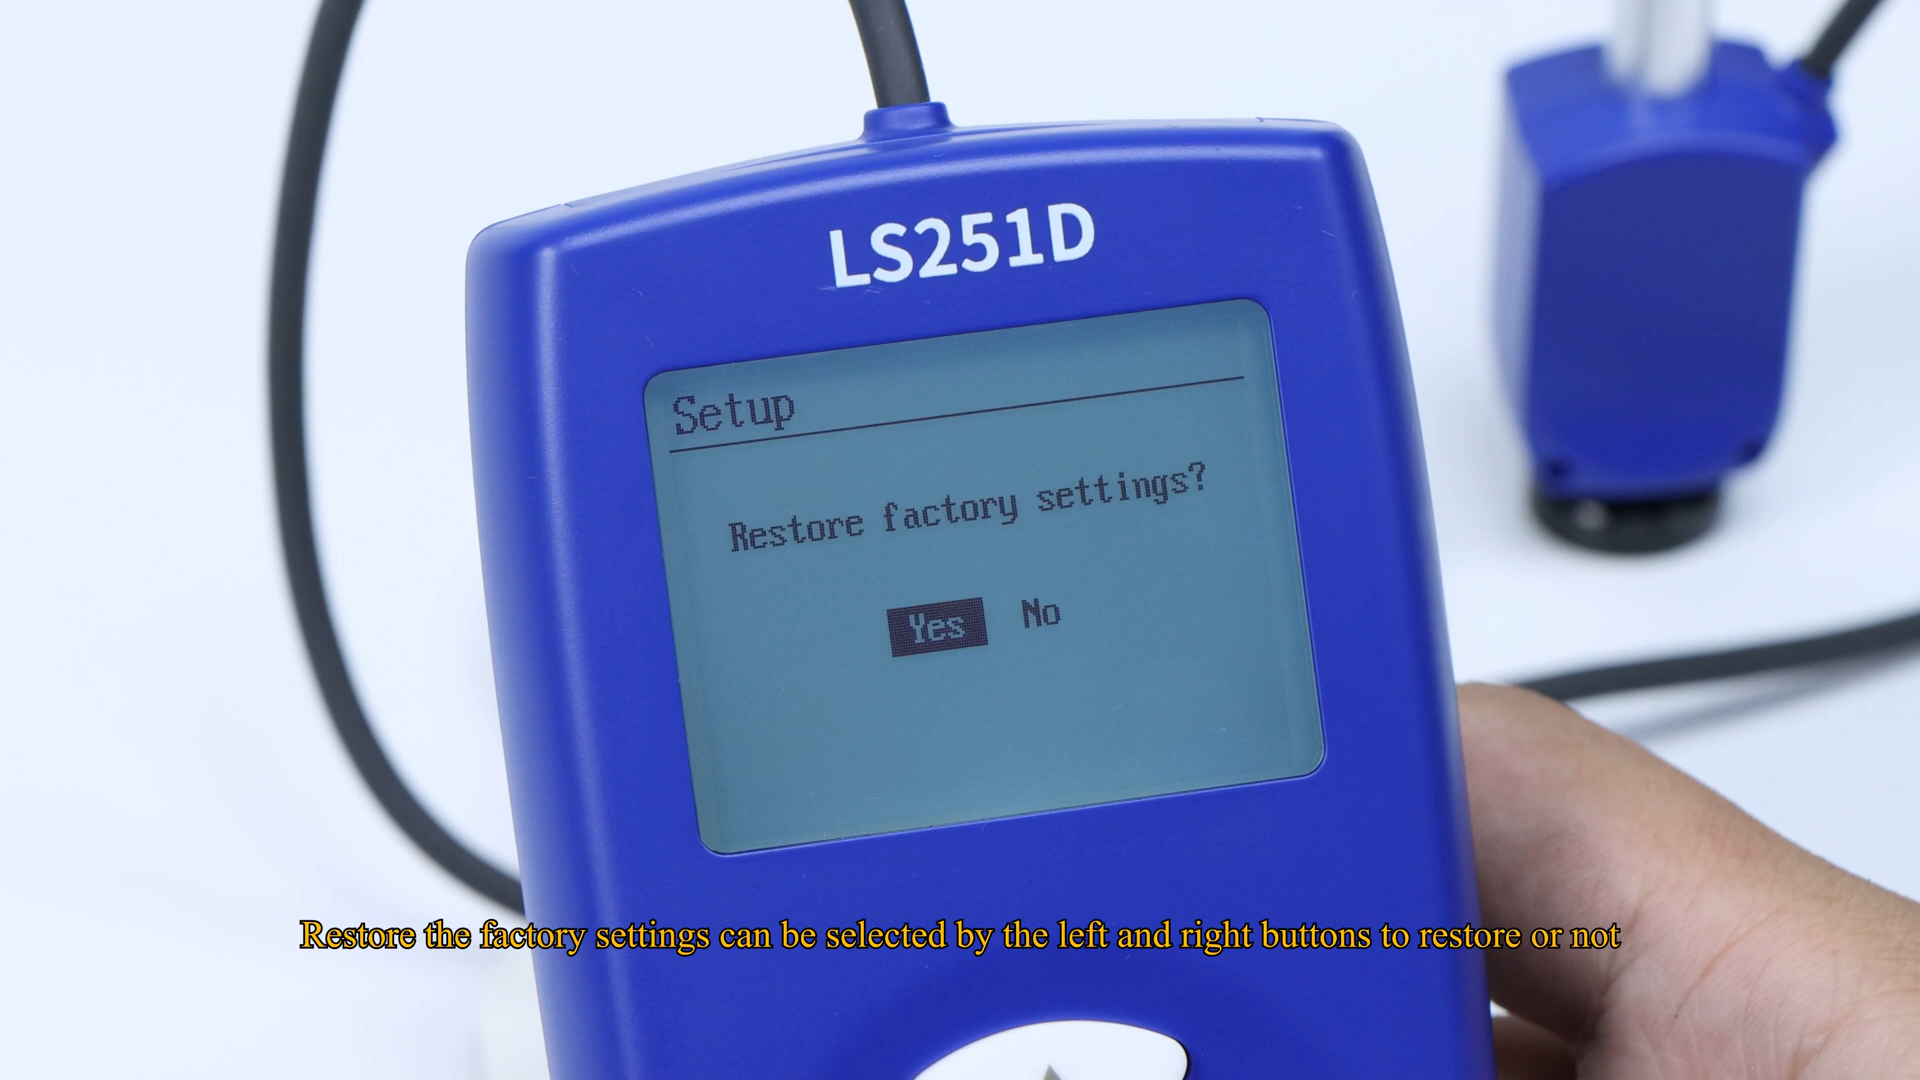 LS251D
Setup
Restore factory settings?
Yes No
Restore the factory settings can be selected by the left and right buttons to restore or not